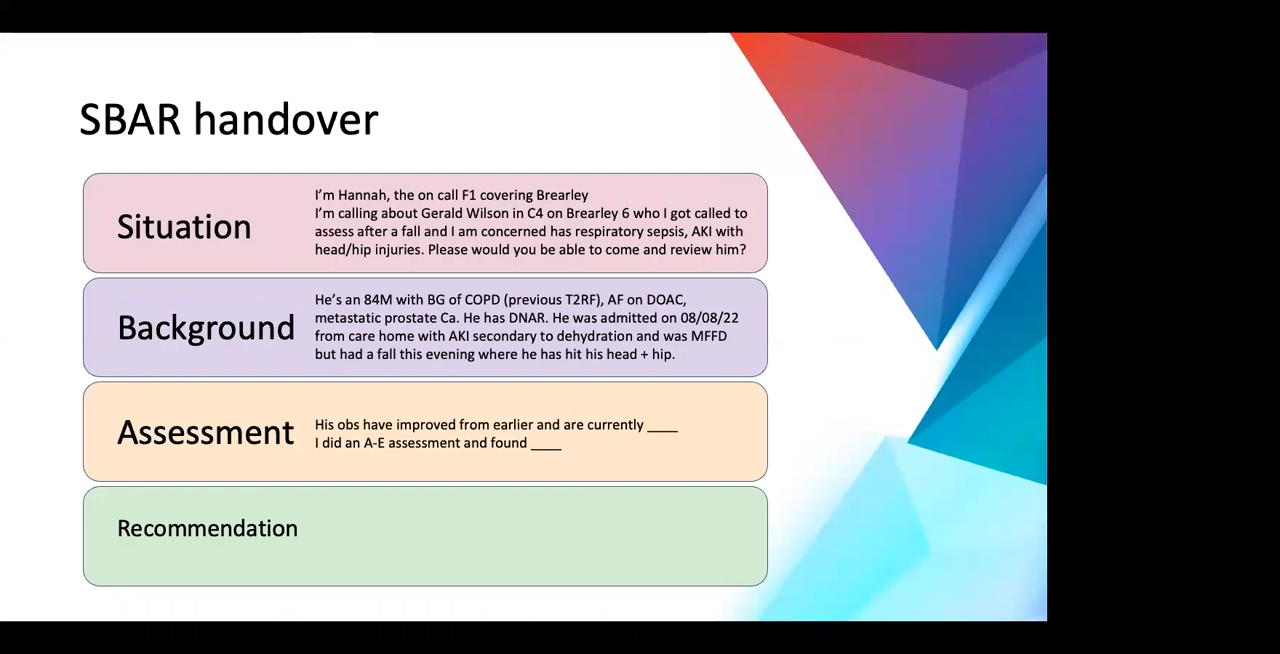 SBAR handover
Situation
I'm Hannah, the on call F1 covering Brearley
I'm calling about Gerald Wilson in C4 on Brearley 6 who I got called to
assess after a fall and I am concerned has respiratory sepsis, AKI with
head/hip injuries. Please would you be able to come and review him?
Background
He's an 84M with BG of COPD (previous T2RF), AF on DOAC,
metastatic prostate Ca. He has DNAR. He was admitted on 08/08/22
from care home with AKI secondary to dehydration and was MFFD
but had a fall this evening where he has hit his head + hip.
Assessment
His obs have improved from earlier and are currently ____
I did an A-E assessment and found ____
Recommendation